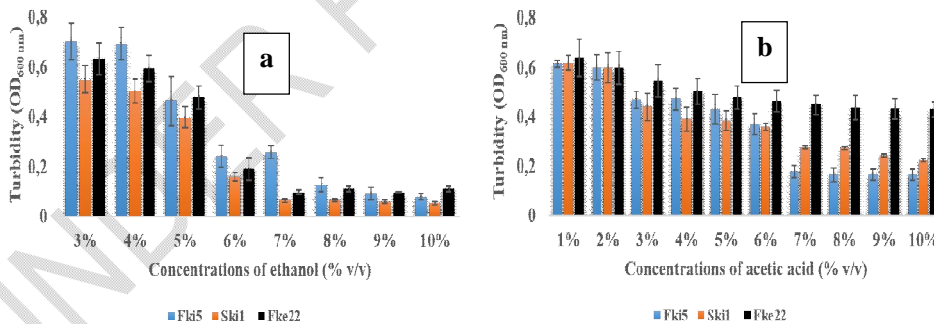 0,8
0,6
0,4
0,2
0
Turbidity (OD600 nm)
a
3% 4% 5% 6% 7% 8% 9% 10%
Concentrations of ethanol (% v/v)
Fki5 Ski1 Fke22
0,8
0,6
0,4
0,2
0
Turbidity (OD600 nm)
b
1% 2% 3% 4% 5% 6% 7% 8% 9% 10%
Concentrations of acetic acid (% v/v)
Fki5 Ski1 Fke22